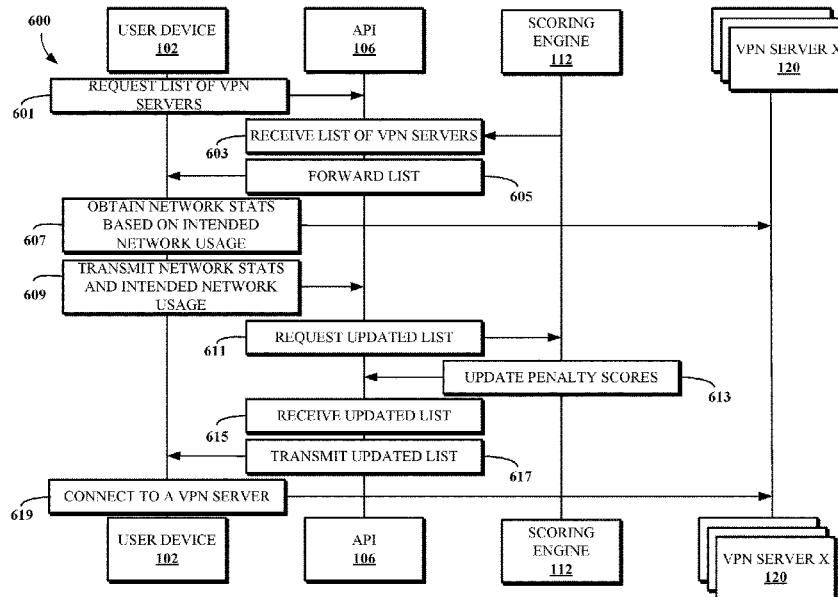 600
USER DEVICE
102
API
106
SCORING
ENGINE
112
VPN SERVER X
120
REQUEST LIST OF VPN
SERVERS
601
RECEIVE LIST OF VPN SERVERS
603
FORWARD LIST
605
OBTAIN NETWORK STATS
BASED ON INTENDED
NETWORK USAGE
607
TRANSMIT NETWORK STATS
AND INTENDED NETWORK
USAGE
609
REQUEST UPDATED LIST
611
UPDATE PENALTY SCORES
613
RECEIVE UPDATED LIST
615
TRANSMIT UPDATED LIST
617
CONNECT TO A VPN SERVER
619
USER DEVICE
102
API
106
SCORING
ENGINE
112
VPN SERVER X
120